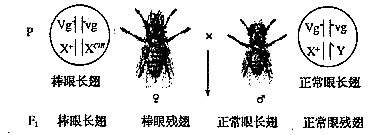 P
Vg vg
X⁺ Xᶜʳᵐ
×
Vg vg
X⁺ Y
棒眼长翅 ♀ ♂ 正常眼长翅
F₁ 棒眼长翅 棒眼残翅 正常眼长翅 正常眼残翅